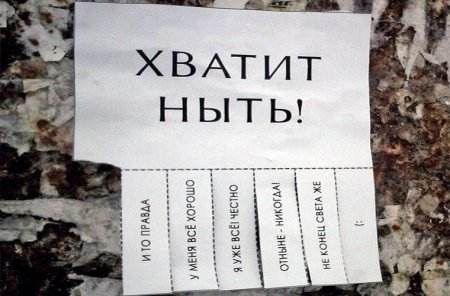 ХВАТИТ
НЫТЬ!
И ТО ПРАВДА
У МЕНЯ ВСЁ ХОРОШО
Я УЖЕ ВСЁ! ЧЕСТНО
ОТНЫНЕ - НИКОГДА!
НЕ КОНЕЦ СВЕТА ЖЕ
(: